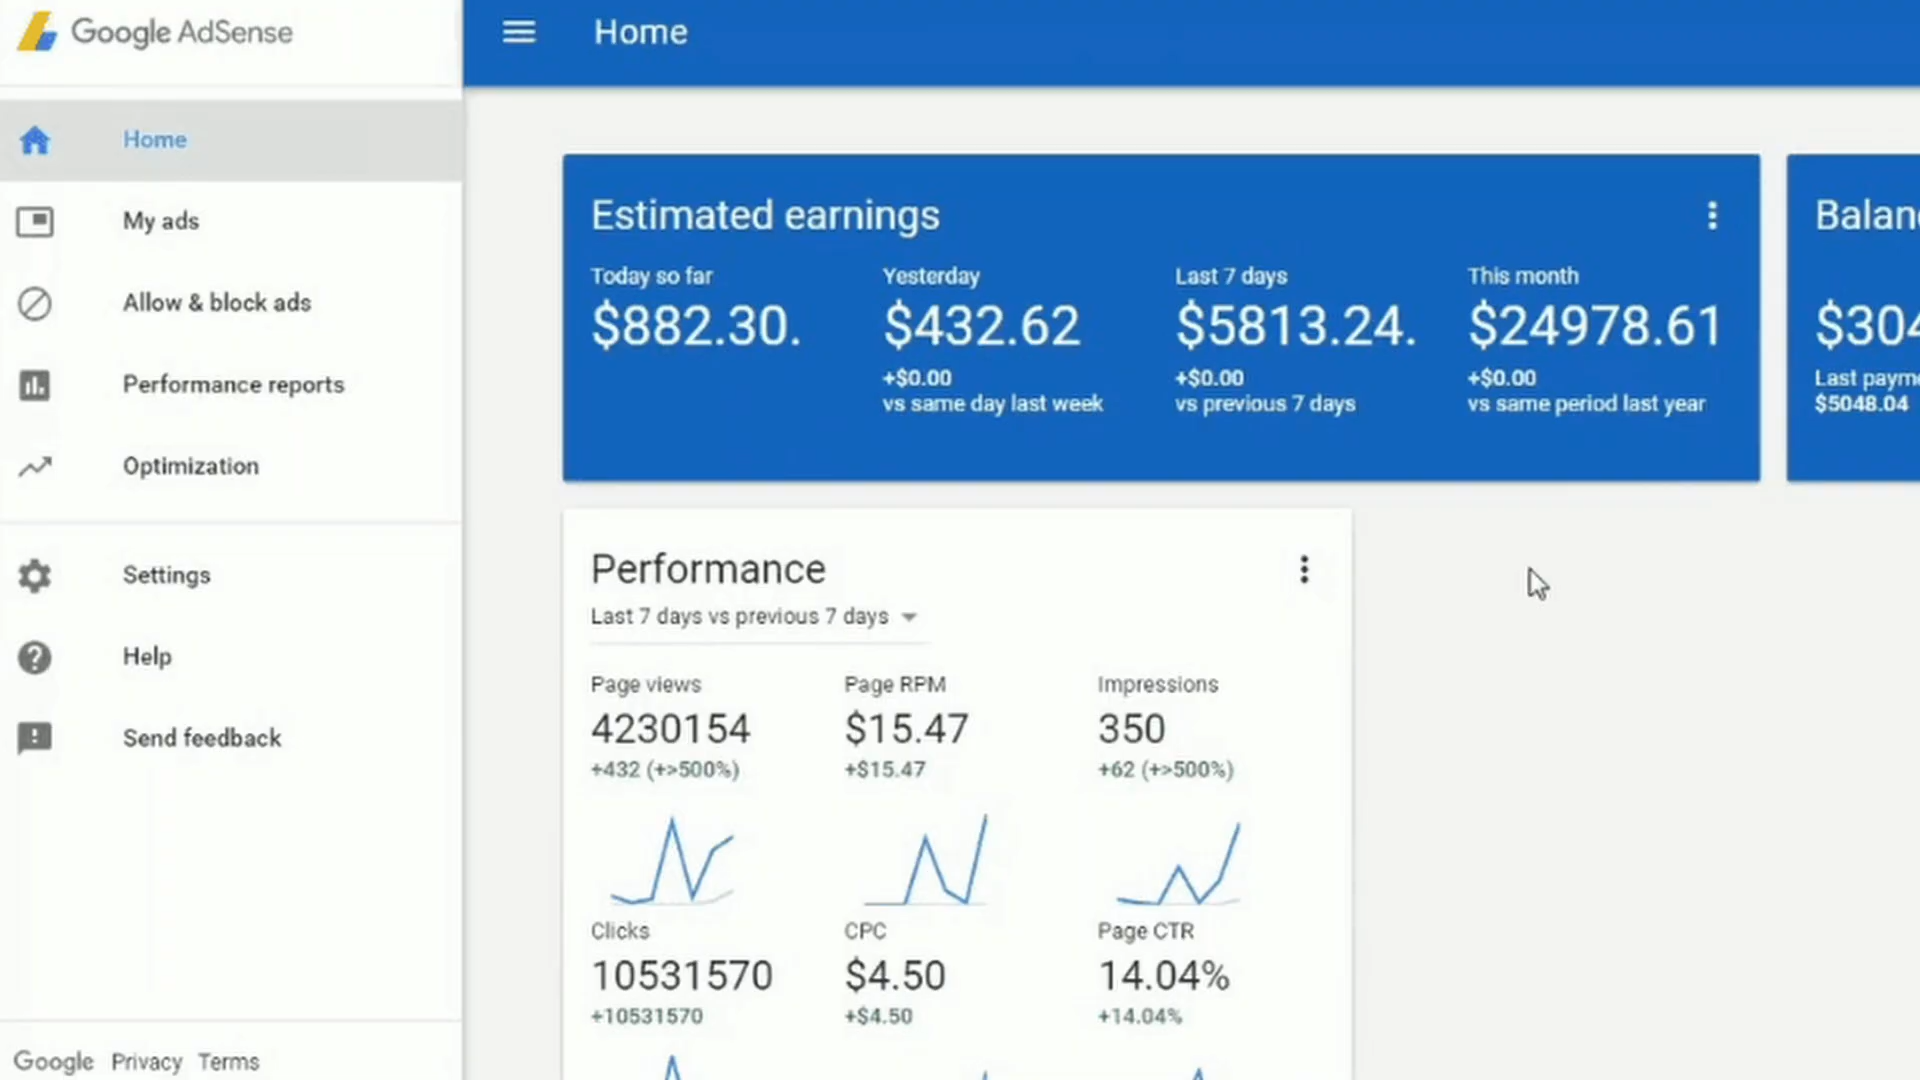 Google AdSense
Home
Home
My ads
Allow & block ads
Performance reports
Optimization
Settings
Help
Send feedback
Google Privacy Terms
Estimated earnings
Today so far
$882.30.
Yesterday
$432.62
+$0.00
vs same day last week
Last 7 days
$5813.24.
+$0.00
vs previous 7 days
This month
$24978.61
+$0.00
vs same period last year
Balan
$304
Last payme
$5048.04
Performance
Last 7 days vs previous 7 days
Page views
4230154
+432 (+>500%)
Page RPM
$15.47
+$15.47
Impressions
350
+62 (+>500%)
Clicks
10531570
+10531570
CPC
$4.50
+$4.50
Page CTR
14.04%
+14.04%